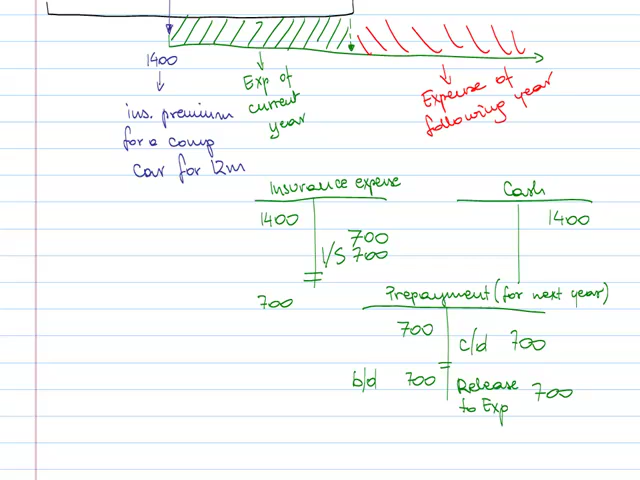 1400
ins. premium
for a comp
car for 12m
Exp of
current
year
Expense of
following year
Insurance expense
1400
700
I/S 700
700
Cash
1400
Prepayment (for next year)
700
c/d 700
b/d 700
Release
to Exp 700